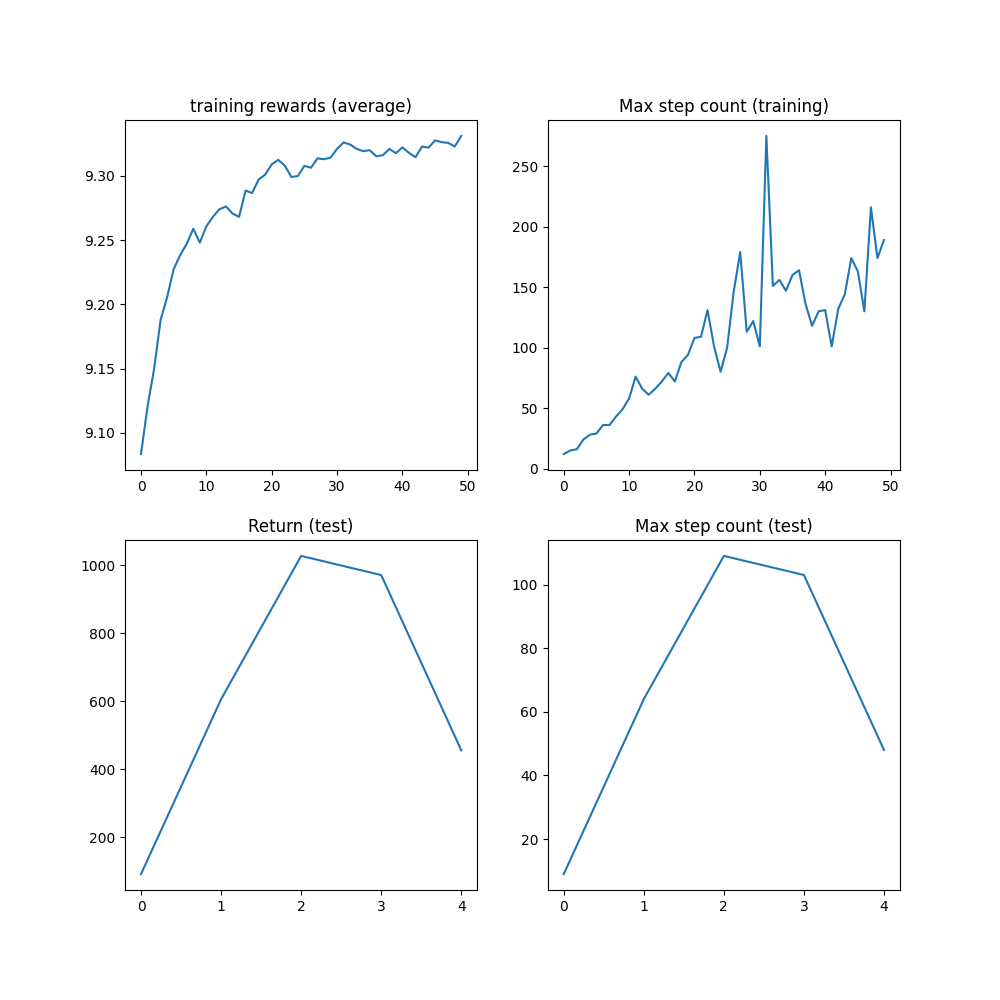 training rewards (average)
9.30
9.25
9.20
9.15
9.10
0 10 20 30 40 50
Max step count (training)
250
200
150
100
50
0
0 10 20 30 40 50
Return (test)
1000
800
600
400
200
0 1 2 3 4
Max step count (test)
100
80
60
40
20
0 1 2 3 4